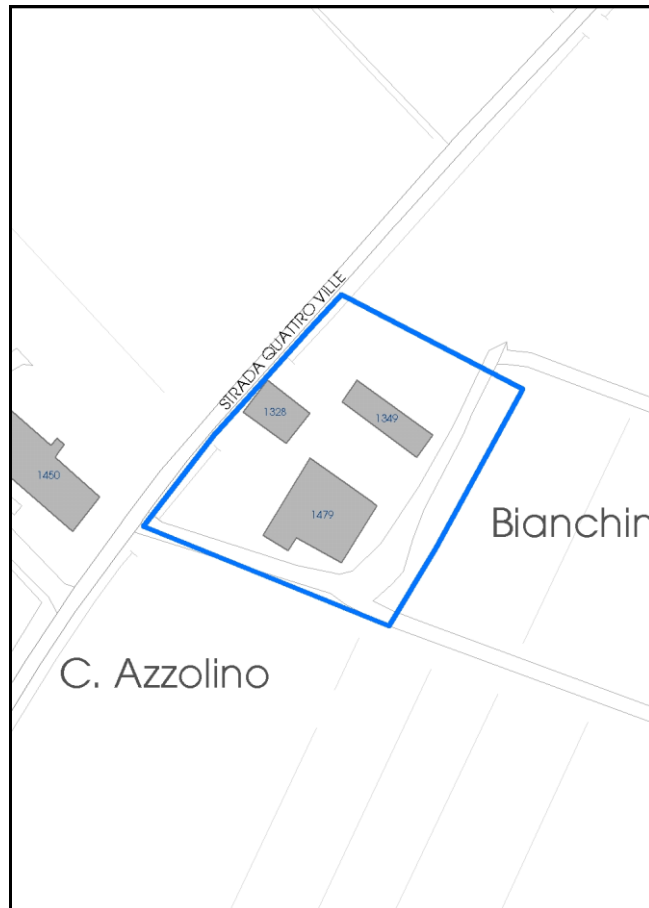 STRADA QUATTRO VILLE
1328
1349
1450
1479
Bianchin
C. Azzolino